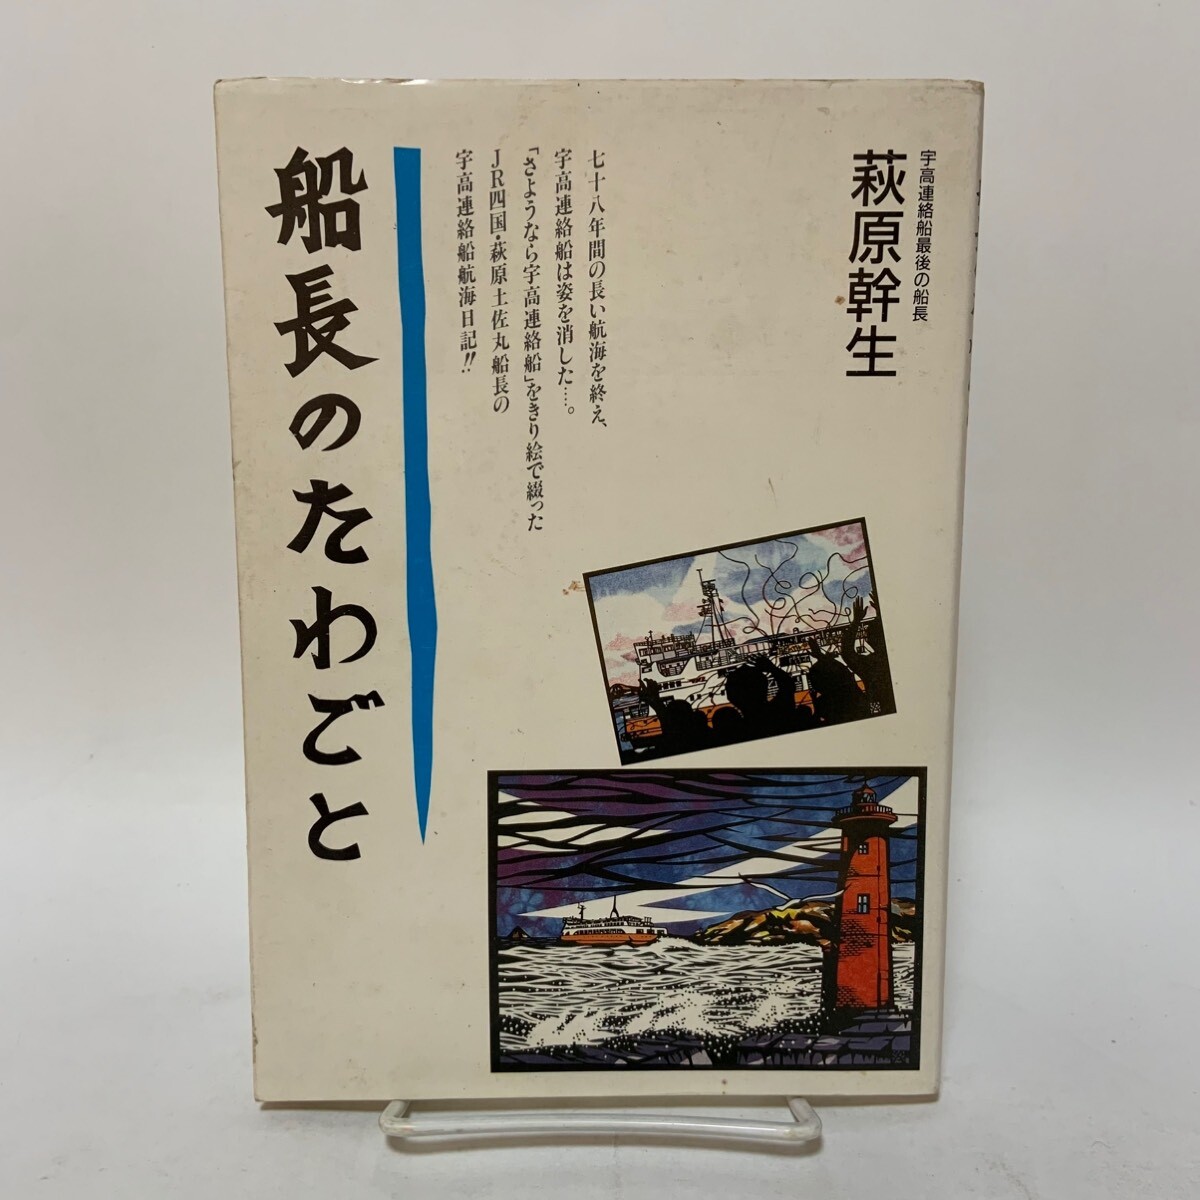 宇高連絡船最後の船長
萩原幹生
七十八年間の長い航海を終え、
宇高連絡船は姿を消した……。
「さようなら宇高連絡船」をきり絵で綴った
JR四国・萩原土佐丸船長の
宇高連絡船航海日記!!
船長のたわごと